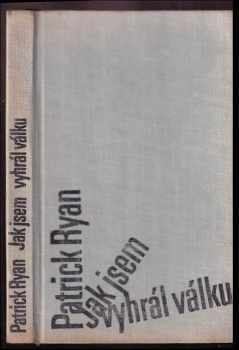 Patrick Ryan Jak jsem vyhrál válku
Patrick Ryan
Jak jsem
vyhrál válku